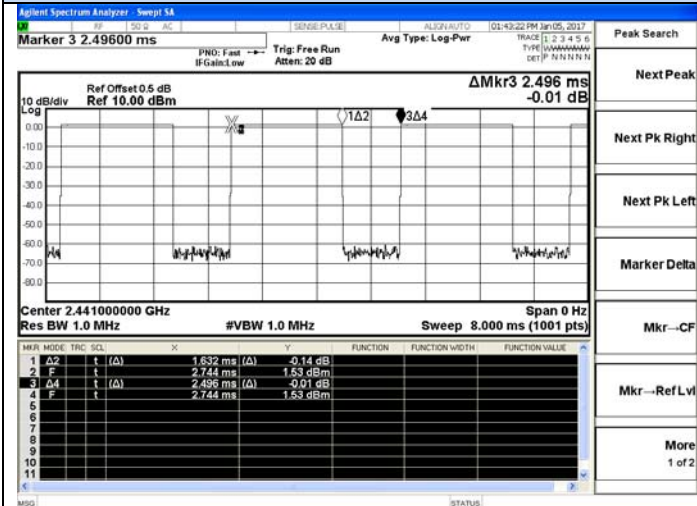 Agilent Spectrum Analyzer - Swept SA
RF 50 Ω AC SENSE:PULSE ALIGN AUTO 01:43:22 PM Jan 05, 2017
Marker 3 2.49600 ms
PNO: Fast
IFGain:Low
Trig: Free Run
Atten: 20 dB
Avg Type: Log-Pwr
TRACE 1 2 3 4 5 6
TYPE
DET P N N N N N
Peak Search
Next Peak
Next Pk Right
Next Pk Left
Marker Delta
Mkr→CF
Mkr→Ref Lvl
More
1 of 2
ΔMkr3 2.496 ms
-0.01 dB
Ref Offset 0.5 dB
10 dB/div Ref 10.00 dBm
Log
1Δ2 3Δ4
0.00
-10.0
-20.0
-30.0
-40.0
-50.0
-60.0
-70.0
-80.0
Center 2.441000000 GHz Span 0 Hz
Res BW 1.0 MHz #VBW 1.0 MHz Sweep 8.000 ms (1001 pts)
MKR MODE TRC SCL X Y FUNCTION FUNCTION WIDTH FUNCTION VALUE
1 Δ2 t (Δ) 1.632 ms (Δ) -0.14 dB
2 F t 2.744 ms 1.53 dBm
3 Δ4 t (Δ) 2.496 ms (Δ) -0.01 dB
4 F t 2.744 ms 1.53 dBm
5
6
7
8
9
10
11
MSG STATUS